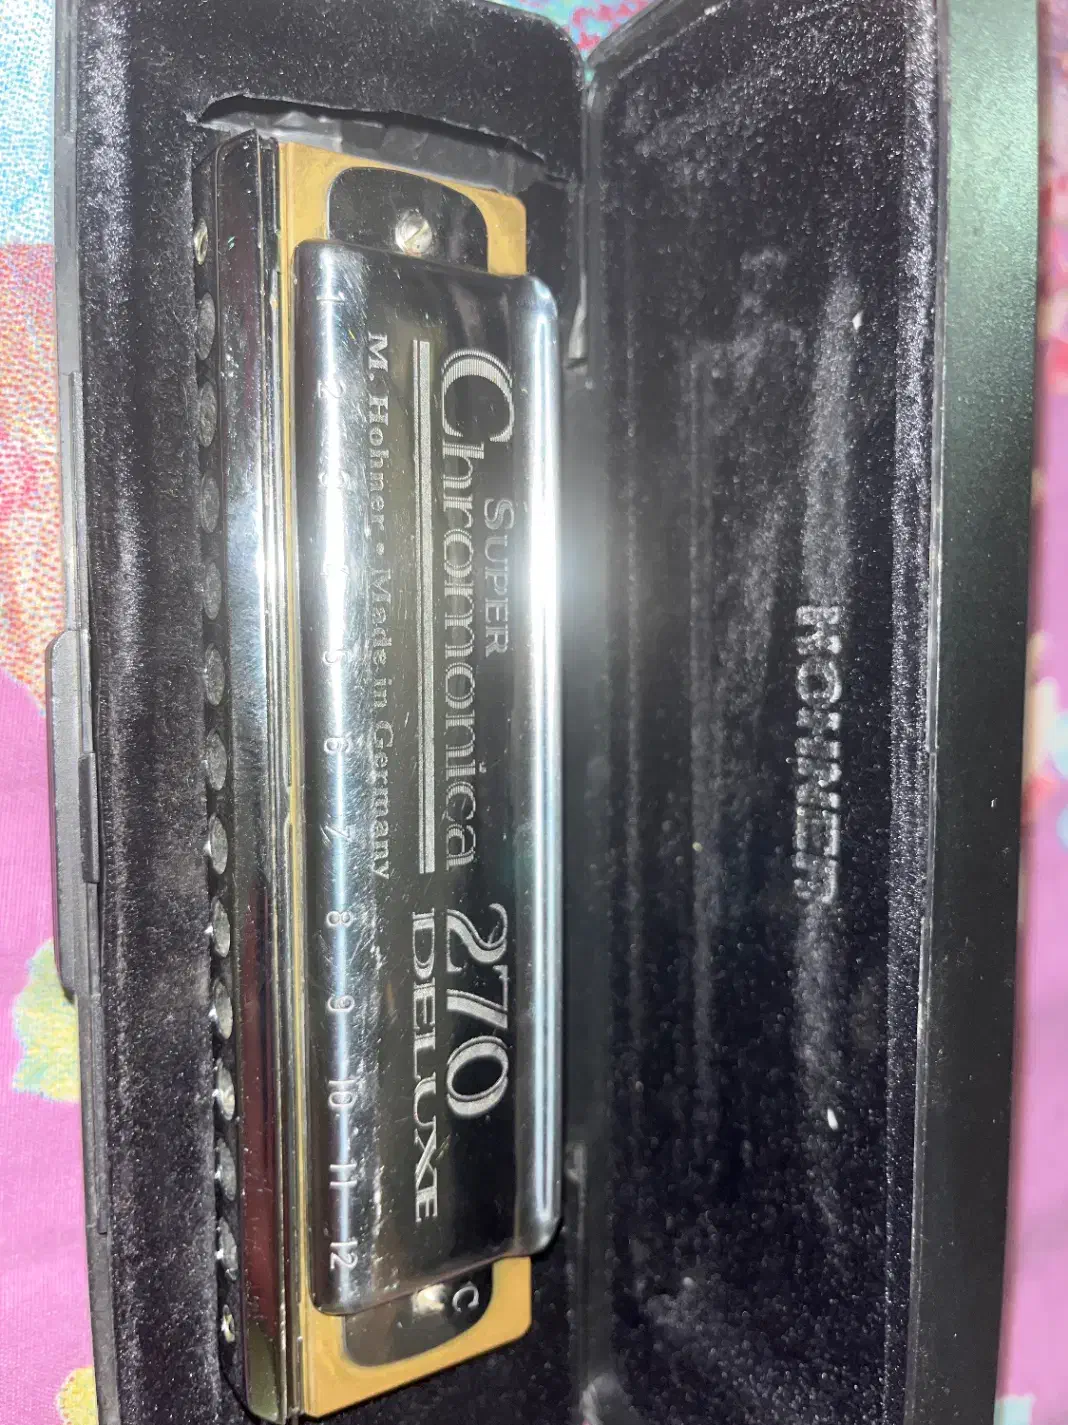 SUPER
Chromonica 270
DELUXE
M. Hohner • Made in Germany
1 2 3 4 5 6 7 8 9 10 11 12
C
HOHNER